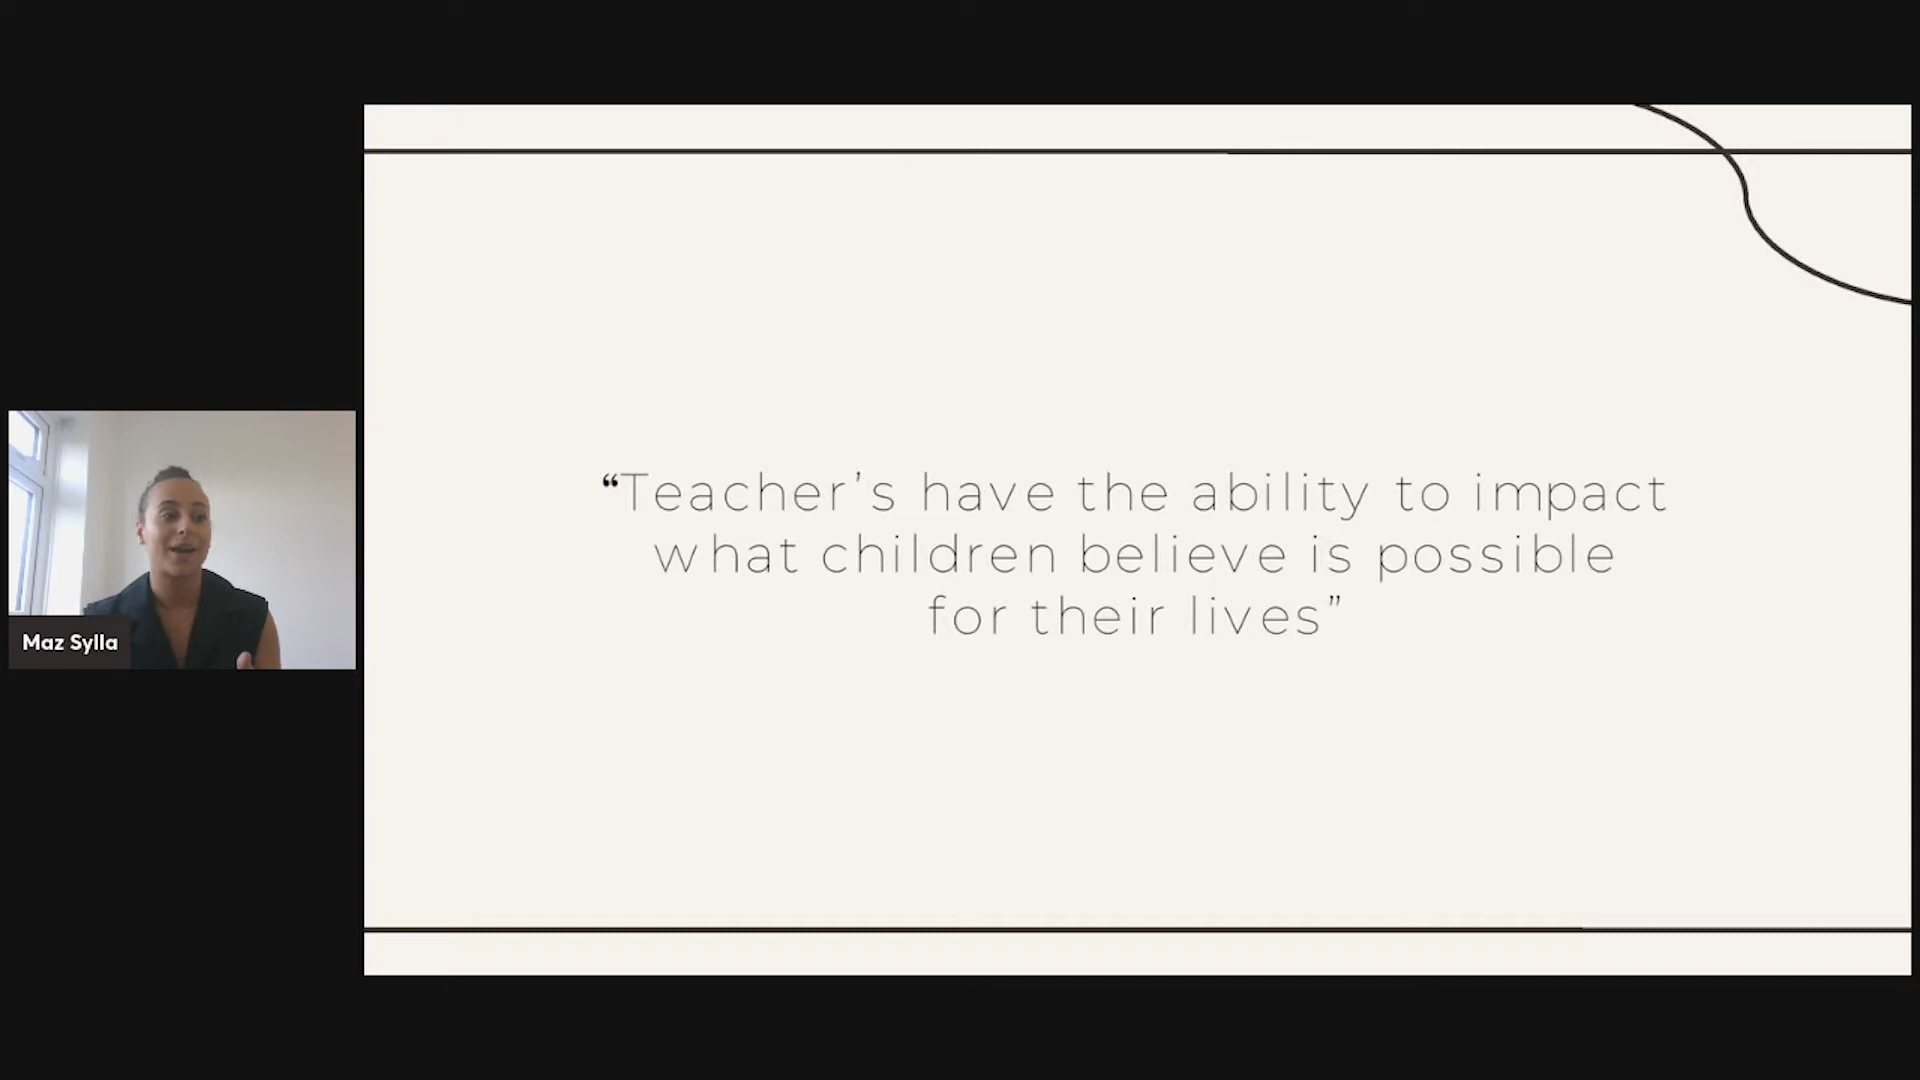 “Teacher’s have the ability to impact
what children believe is possible
for their lives”
Maz Sylla